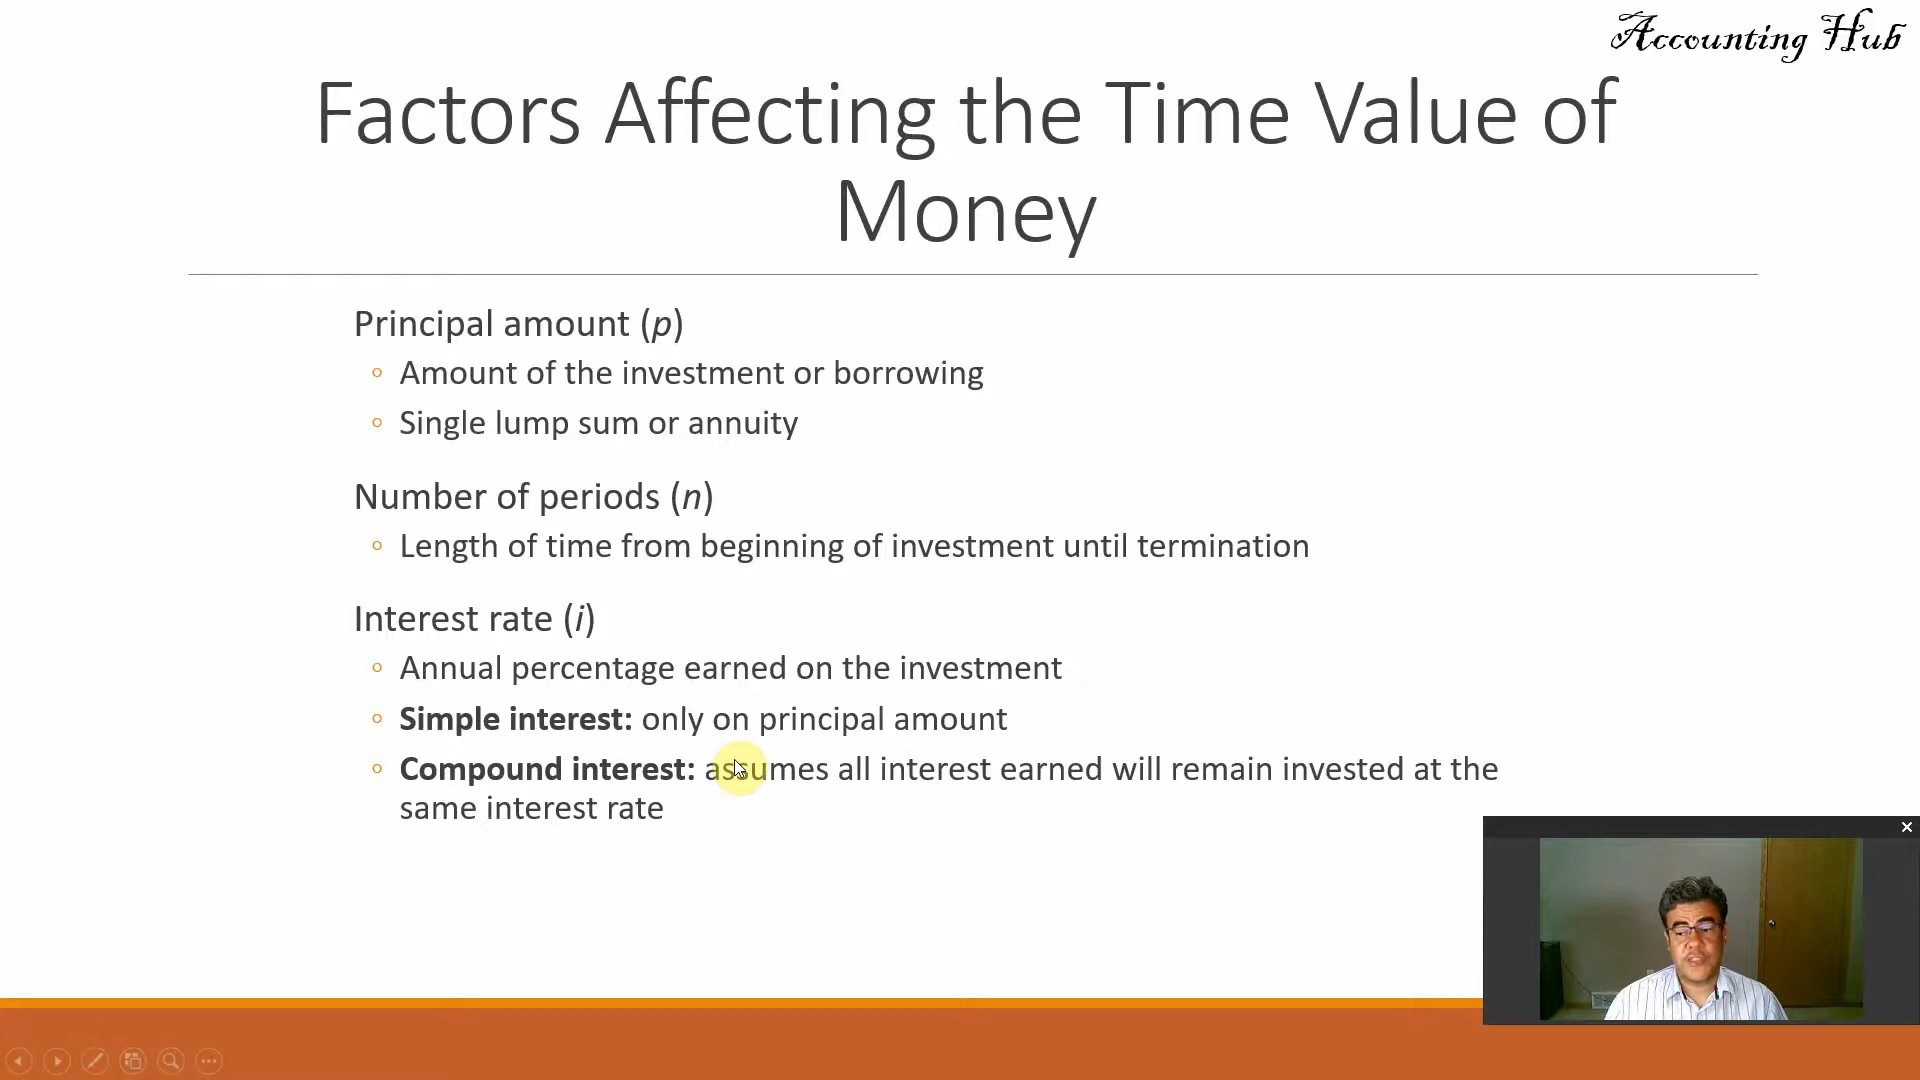 Accounting Hub
Factors Affecting the Time Value of
Money
Principal amount (p)
Amount of the investment or borrowing
Single lump sum or annuity
Number of periods (n)
Length of time from beginning of investment until termination
Interest rate (i)
Annual percentage earned on the investment
Simple interest: only on principal amount
Compound interest: assumes all interest earned will remain invested at the
same interest rate